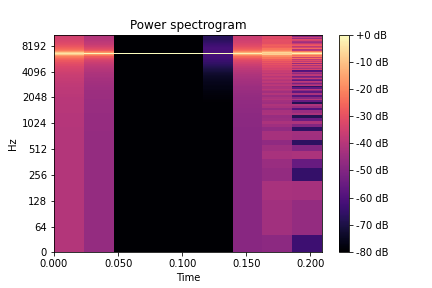 Power spectrogram
8192
4096
2048
1024
512
256
128
64
0
Hz
0.000 0.050 0.100 0.150 0.200
Time
+0 dB
-10 dB
-20 dB
-30 dB
-40 dB
-50 dB
-60 dB
-70 dB
-80 dB